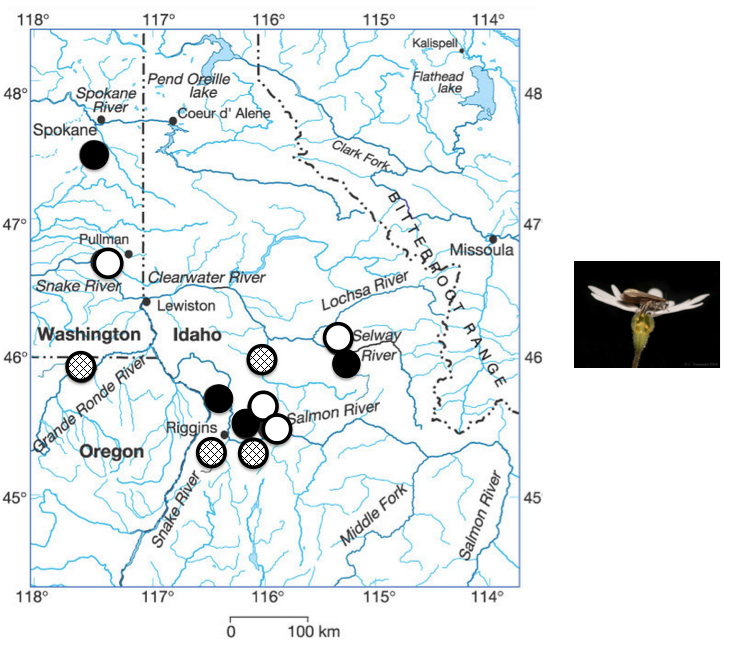 118°
117°
116°
115°
114°
Kalispell
Flathead
lake
Pend Oreille
lake
48°
48
Spokane
River
Coeur d' Alene
Spokane
Clark Fork
BITTERROOT RANGE
47°
47
Pullman
Missoula
Snake River
Clearwater River
Lochsa River
Lewiston
Washington
Idaho
Selway
River
46°
46
Grande Ronde River
Riggins
Salmon River
Oregon
45°
45
Snake River
Middle Fork
Salmon River
118°
117°
116°
115°
114°
0
100 km